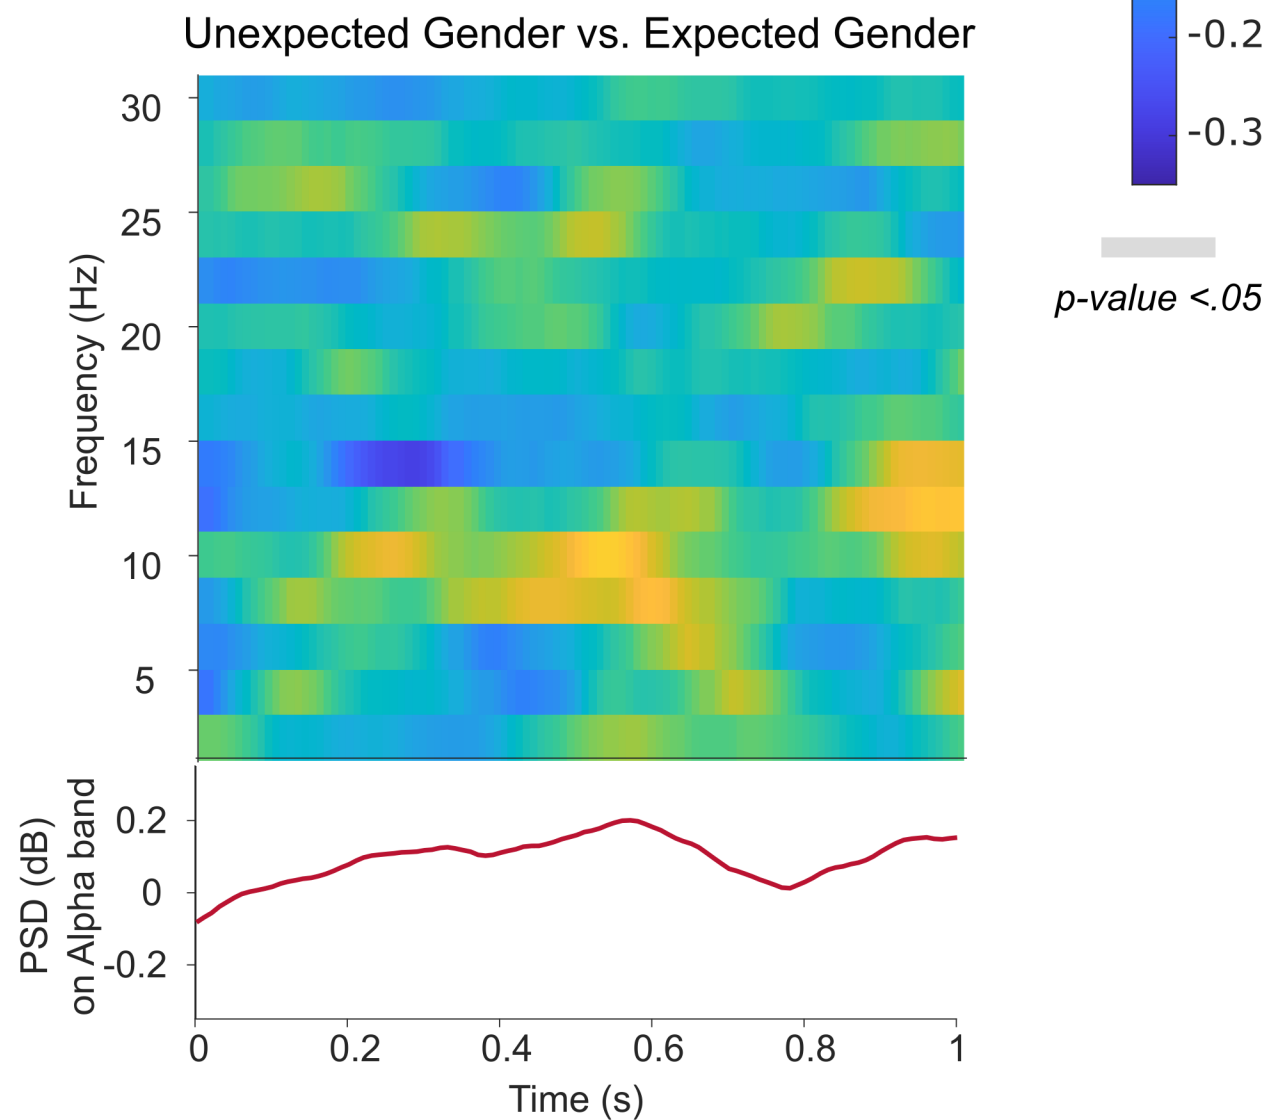 Unexpected Gender vs. Expected Gender
-0.2
-0.3
p-value <.05
Frequency (Hz)
30
25
20
15
10
5
PSD (dB)
on Alpha band
0.2
0
-0.2
0 0.2 0.4 0.6 0.8 1
Time (s)